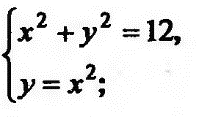 x² + y² = 12,
y = x²;